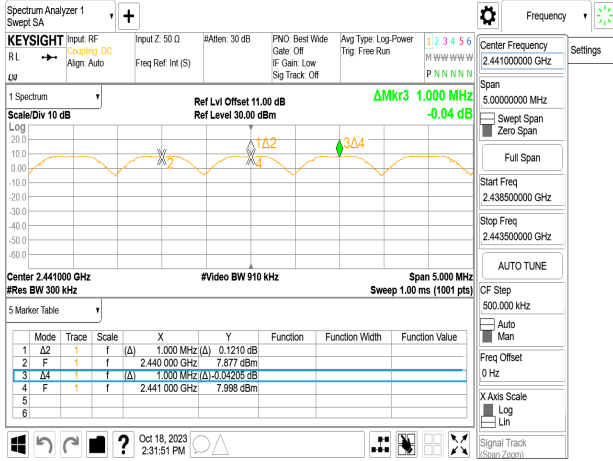 Spectrum Analyzer 1
Swept SA
Frequency
KEYSIGHT
Input: RF
Coupling: DC
Align: Auto
Input Z: 50 Ω
Freq Ref: Int (S)
#Atten: 30 dB
PNO: Best Wide
Gate: Off
IF Gain: Low
Sig Track: Off
Avg Type: Log-Power
Trig: Free Run
1 2 3 4 5 6
M W W W W W
P N N N N N
R L
LXI
1 Spectrum
Scale/Div 10 dB
Ref Lvl Offset 11.00 dB
Ref Level 30.00 dBm
ΔMkr3 1.000 MHz
-0.04 dB
Log
20.0
10.0
0.00
-10.0
-20.0
-30.0
-40.0
-50.0
-60.0
2
1Δ2
4
3Δ4
Center 2.441000 GHz
#Res BW 300 kHz
#Video BW 910 kHz
Span 5.000 MHz
Sweep 1.00 ms (1001 pts)
5 Marker Table
Mode Trace Scale X Y Function Function Width Function Value
1 Δ2 1 f (Δ) 1.000 MHz (Δ) 0.1210 dB
2 F 1 f 2.440 000 GHz 7.877 dBm
3 Δ4 1 f (Δ) 1.000 MHz (Δ) -0.04205 dB
4 F 1 f 2.441 000 GHz 7.998 dBm
5
6
?
Oct 18, 2023
2:31:51 PM
Center Frequency
2.441000000 GHz
Settings
Span
5.00000000 MHz
Swept Span
Zero Span
Full Span
Start Freq
2.438500000 GHz
Stop Freq
2.443500000 GHz
AUTO TUNE
CF Step
500.000 kHz
Auto
Man
Freq Offset
0 Hz
X Axis Scale
Log
Lin
Signal Track
(Span Zoom)